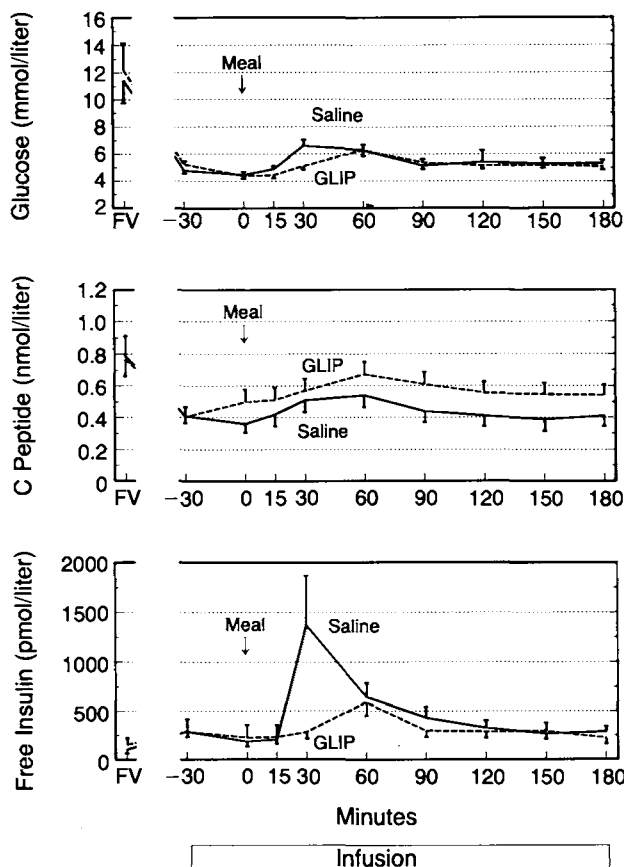 Glucose (mmol/liter)
16
14
12
10
8
6
4
2
Meal
↓
Saline
GLIP
FV
−30
0
15
30
60
90
120
150
180
C Peptide (nmol/liter)
1.2
1.0
0.8
0.6
0.4
0.2
0
Meal
↓
GLIP
Saline
FV
−30
0
15
30
60
90
120
150
180
Free Insulin (pmol/liter)
2000
1500
1000
500
0
Meal
↓
Saline
GLIP
FV
−30
0
15
30
60
90
120
150
180
Minutes
Infusion